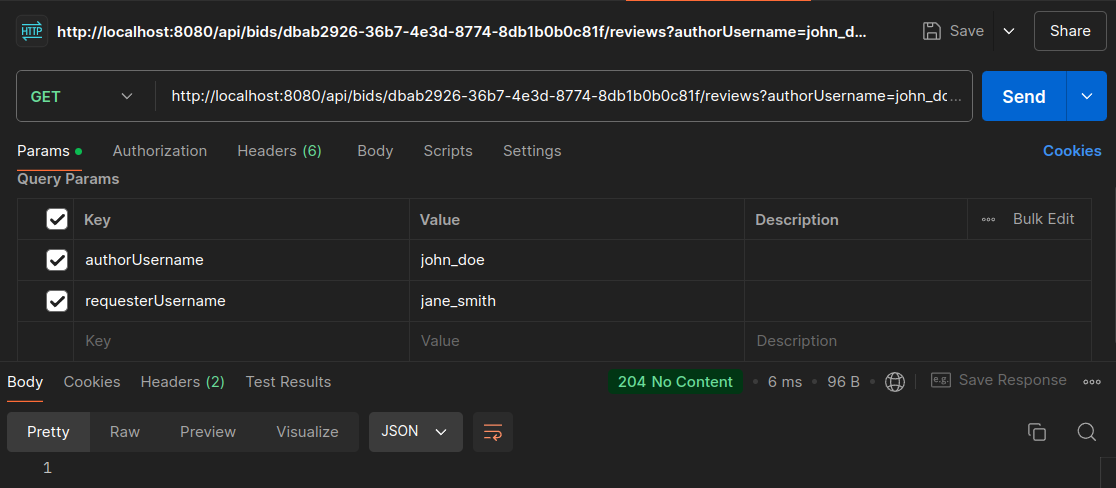 HTTP http://localhost:8080/api/bids/dbab2926-36b7-4e3d-8774-8db1b0b0c81f/reviews?authorUsername=john_d... Save Share
GET http://localhost:8080/api/bids/dbab2926-36b7-4e3d-8774-8db1b0b0c81f/reviews?authorUsername=john_dc... Send
Params Authorization Headers (6) Body Scripts Settings Cookies
Query Params
Key Value Description Bulk Edit
authorUsername john_doe
requesterUsername jane_smith
Key Value Description
Body Cookies Headers (2) Test Results 204 No Content 6 ms 96 B e.g. Save Response
Pretty Raw Preview Visualize JSON
1